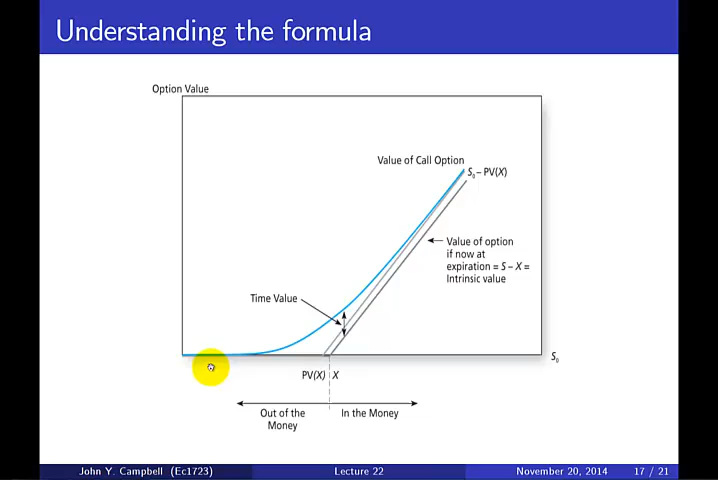 Understanding the formula
Option Value
Value of Call Option
S₀ – PV(X)
Value of option
if now at
expiration = S – X =
Intrinsic value
Time Value
S₀
PV(X) X
Out of the
Money
In the Money
John Y. Campbell (Ec1723)
Lecture 22
November 20, 2014
17 / 21